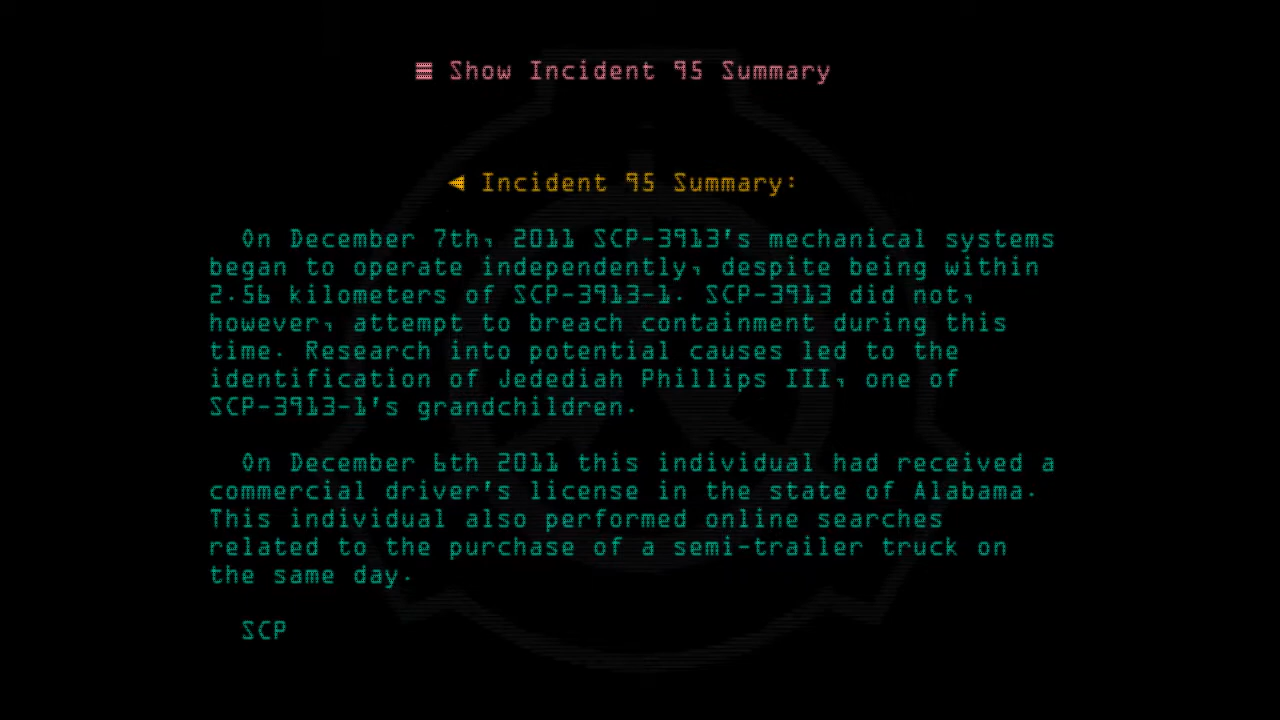 ≡ Show Incident 95 Summary
◄ Incident 95 Summary:
On December 7th, 2011 SCP-3913's mechanical systems
began to operate independently, despite being within
2.56 kilometers of SCP-3913-1. SCP-3913 did not,
however, attempt to breach containment during this
time. Research into potential causes led to the
identification of Jedediah Phillips III, one of
SCP-3913-1's grandchildren.
On December 6th 2011 this individual had received a
commercial driver's license in the state of Alabama.
This individual also performed online searches
related to the purchase of a semi-trailer truck on
the same day.
SCP